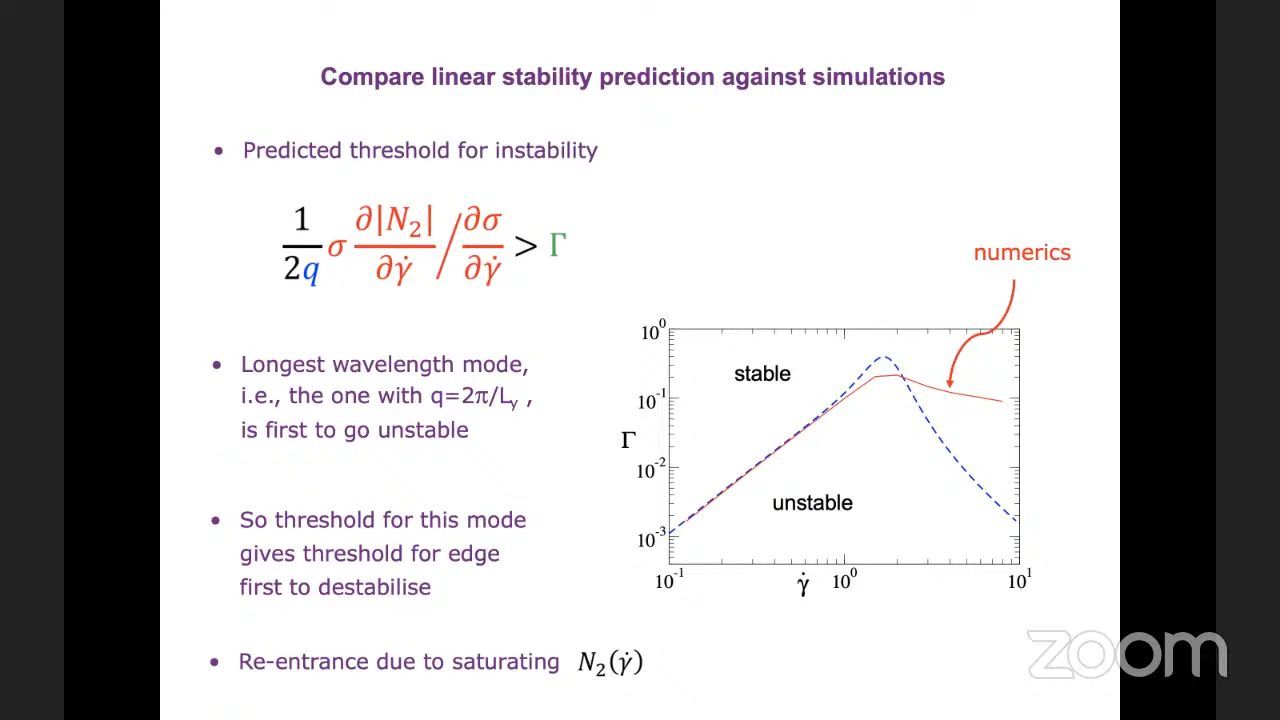 Compare linear stability prediction against simulations
• Predicted threshold for instability
1/2q σ ∂|N₂|/∂γ̇ / ∂σ/∂γ̇ > Γ
• Longest wavelength mode,
i.e., the one with q=2π/Ly ,
is first to go unstable
• So threshold for this mode
gives threshold for edge
first to destabilise
• Re-entrance due to saturating N₂(γ̇)
numerics
10⁰
stable
10⁻¹
Γ
10⁻²
unstable
10⁻³
10⁻¹ γ̇ 10⁰ 10¹
zoom